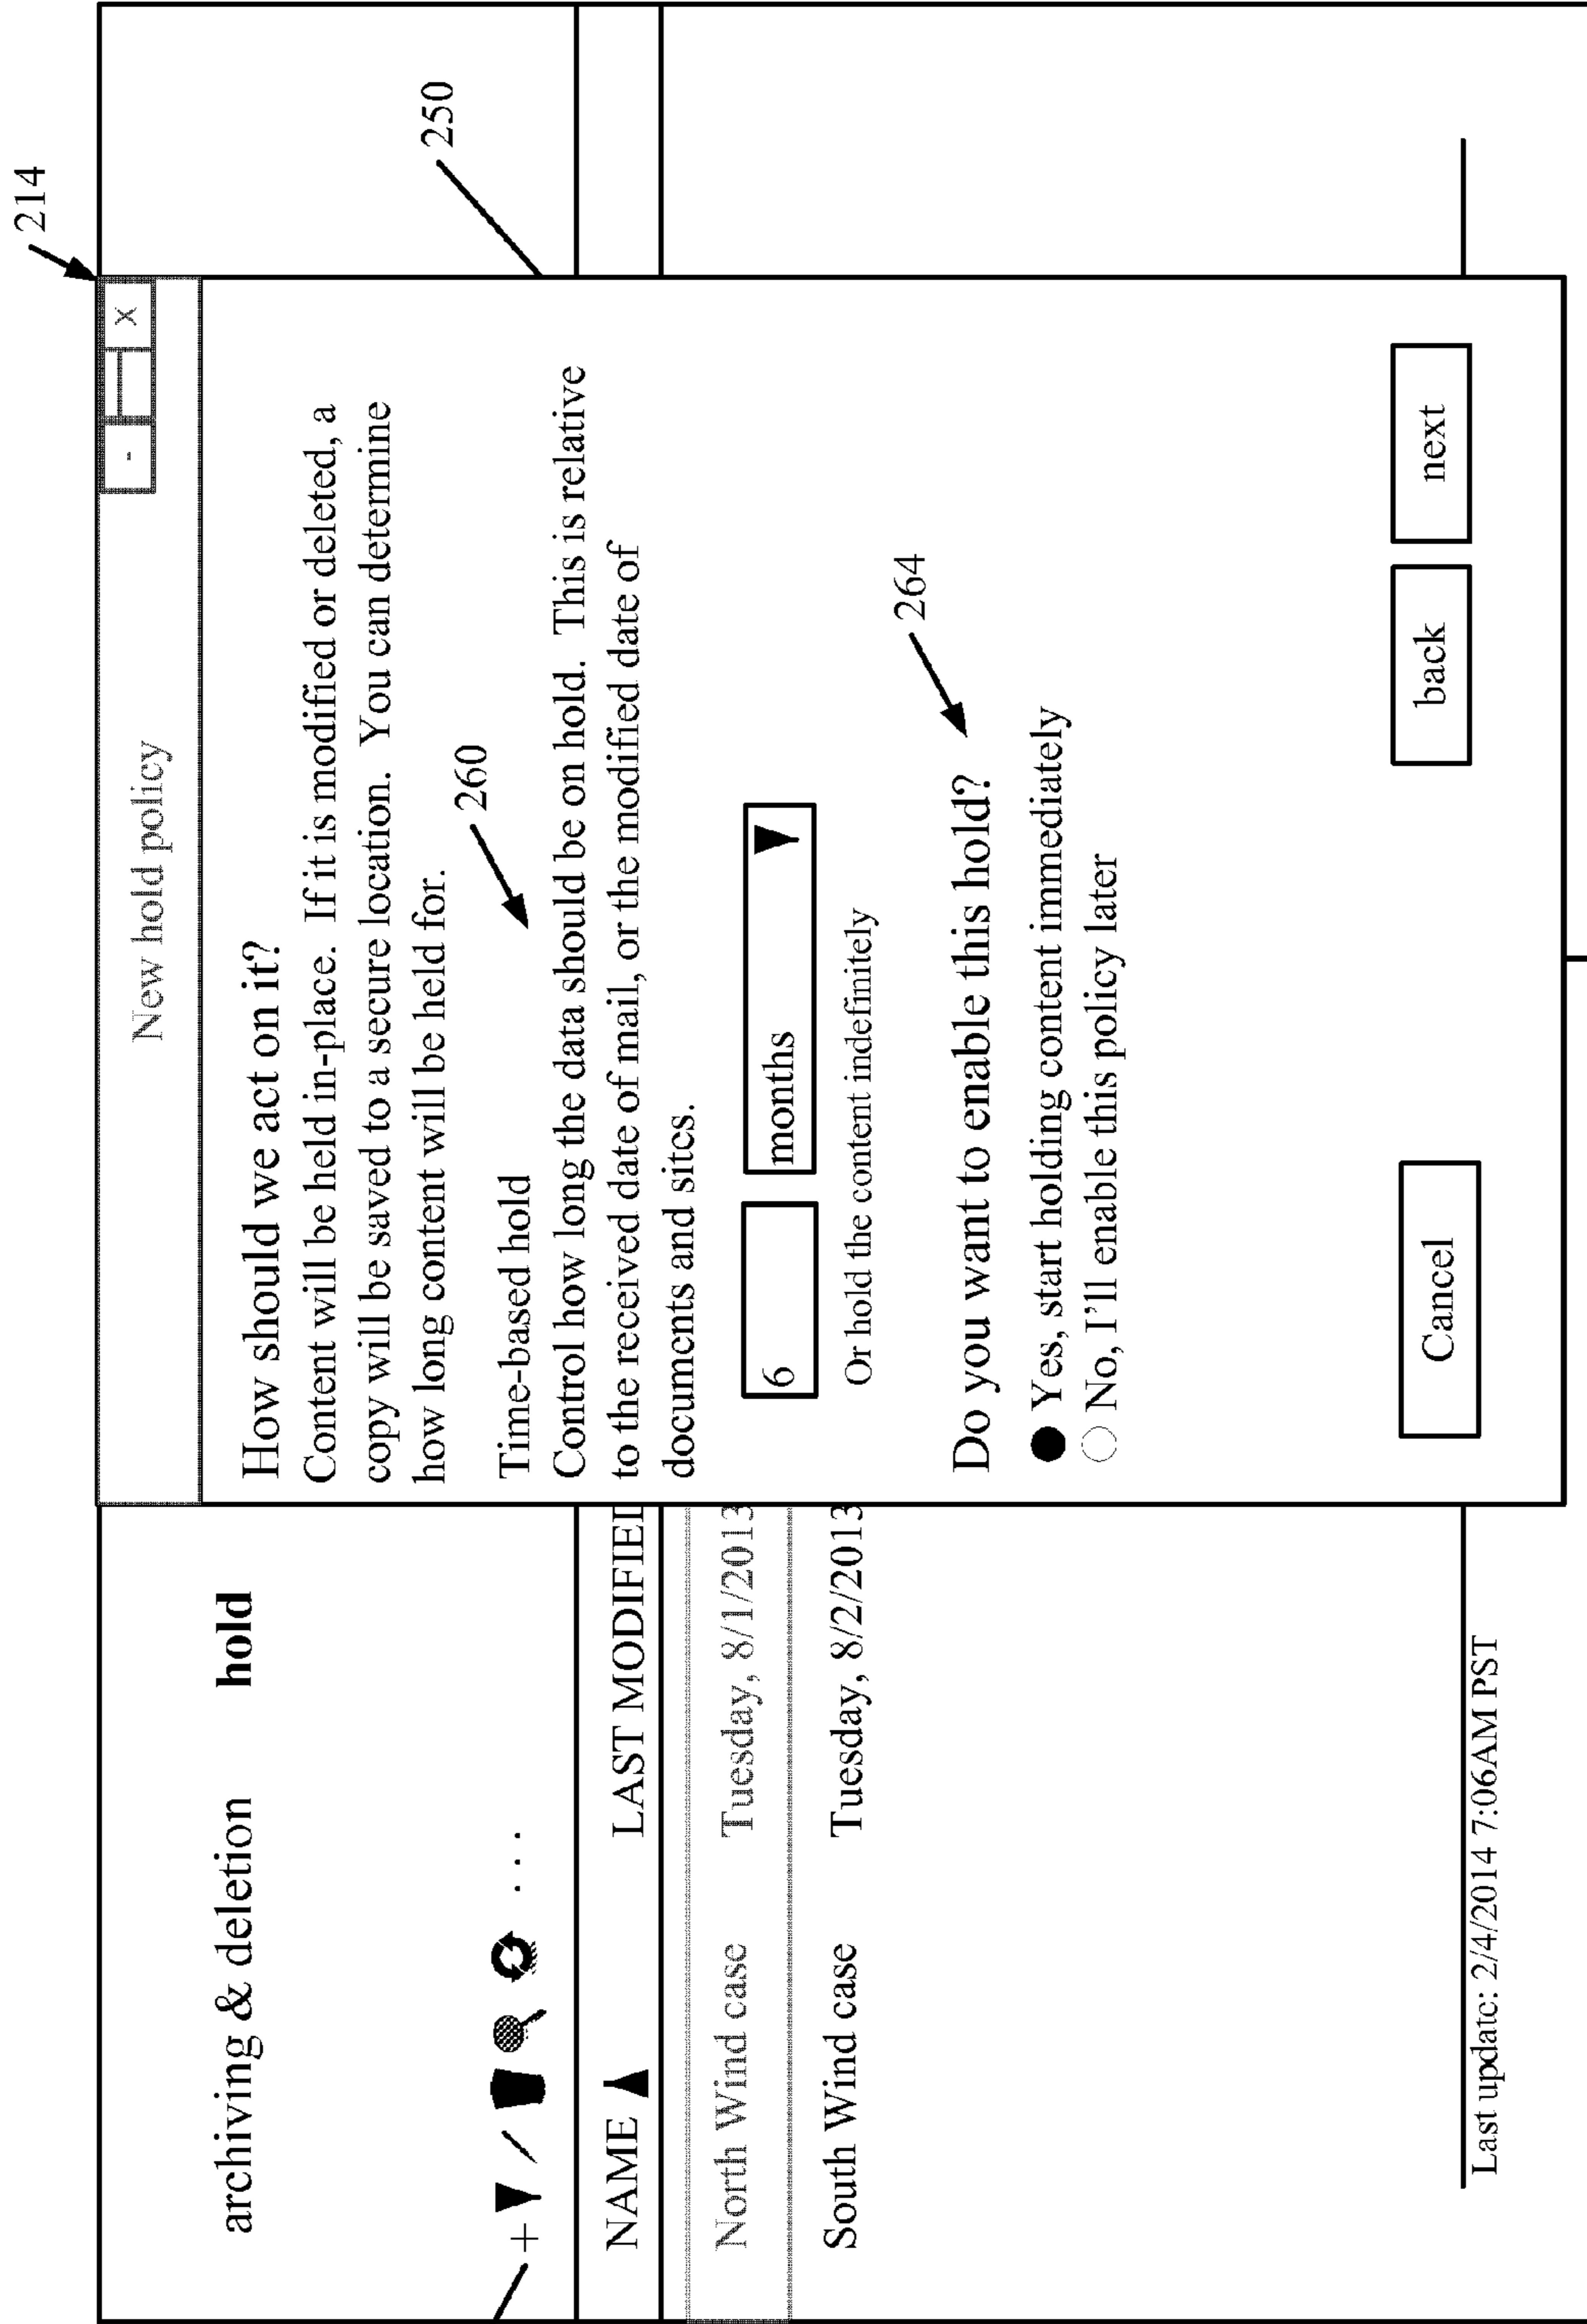 214
archiving & deletion
hold
+
...
NAME
LAST MODIFIED
North Wind case
Tuesday, 8/1/2013
South Wind case
Tuesday, 8/2/2013
Last update: 2/4/2014 7:06AM PST
New hold policy
-
x
250
How should we act on it?
Content will be held in-place. If it is modified or deleted, a
copy will be saved to a secure location. You can determine
how long content will be held for.
260
Time-based hold
Control how long the data should be on hold. This is relative
to the received date of mail, or the modified date of
documents and sites.
6
months
Or hold the content indefinitely
264
Do you want to enable this hold?
Yes, start holding content immediately
No, I'll enable this policy later
Cancel
back
next